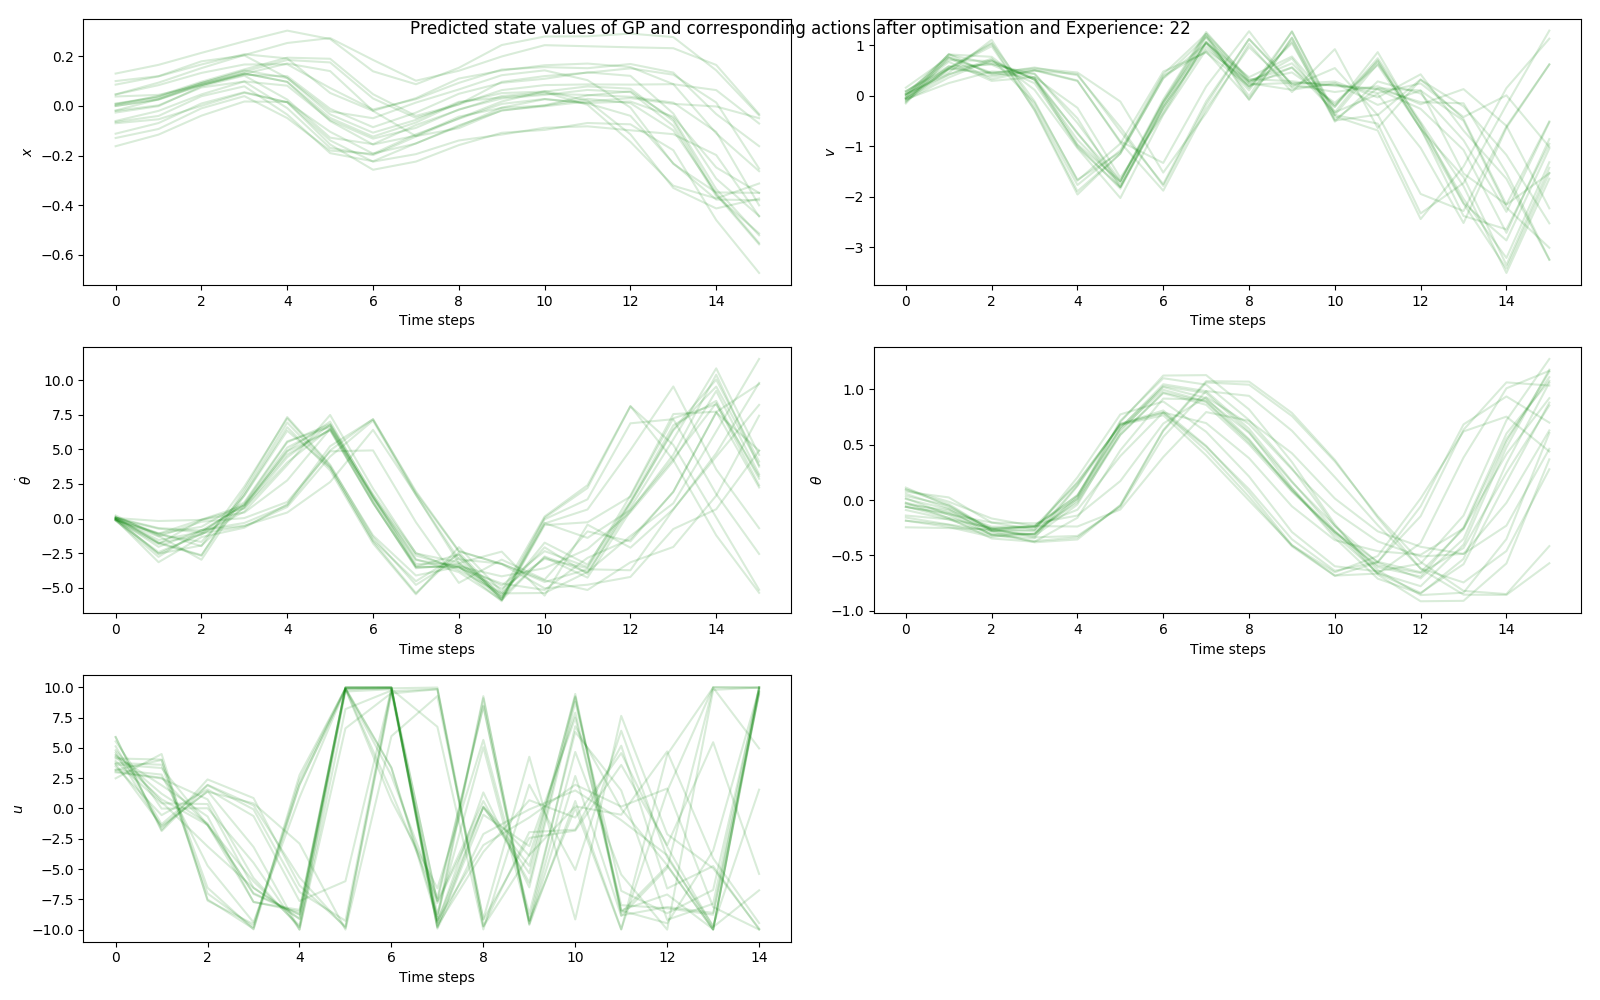 Predicted state values of GP and corresponding actions after optimisation and Experience: 22
0.2
0.0
−0.2
−0.4
−0.6
x
0 2 4 6 8 10 12 14
Time steps
1
0
−1
−2
−3
v
0 2 4 6 8 10 12 14
Time steps
10.0
7.5
5.0
2.5
0.0
−2.5
−5.0
θ̇
0 2 4 6 8 10 12 14
Time steps
1.0
0.5
0.0
−0.5
−1.0
θ
0 2 4 6 8 10 12 14
Time steps
10.0
7.5
5.0
2.5
0.0
−2.5
−5.0
−7.5
−10.0
u
0 2 4 6 8 10 12 14
Time steps